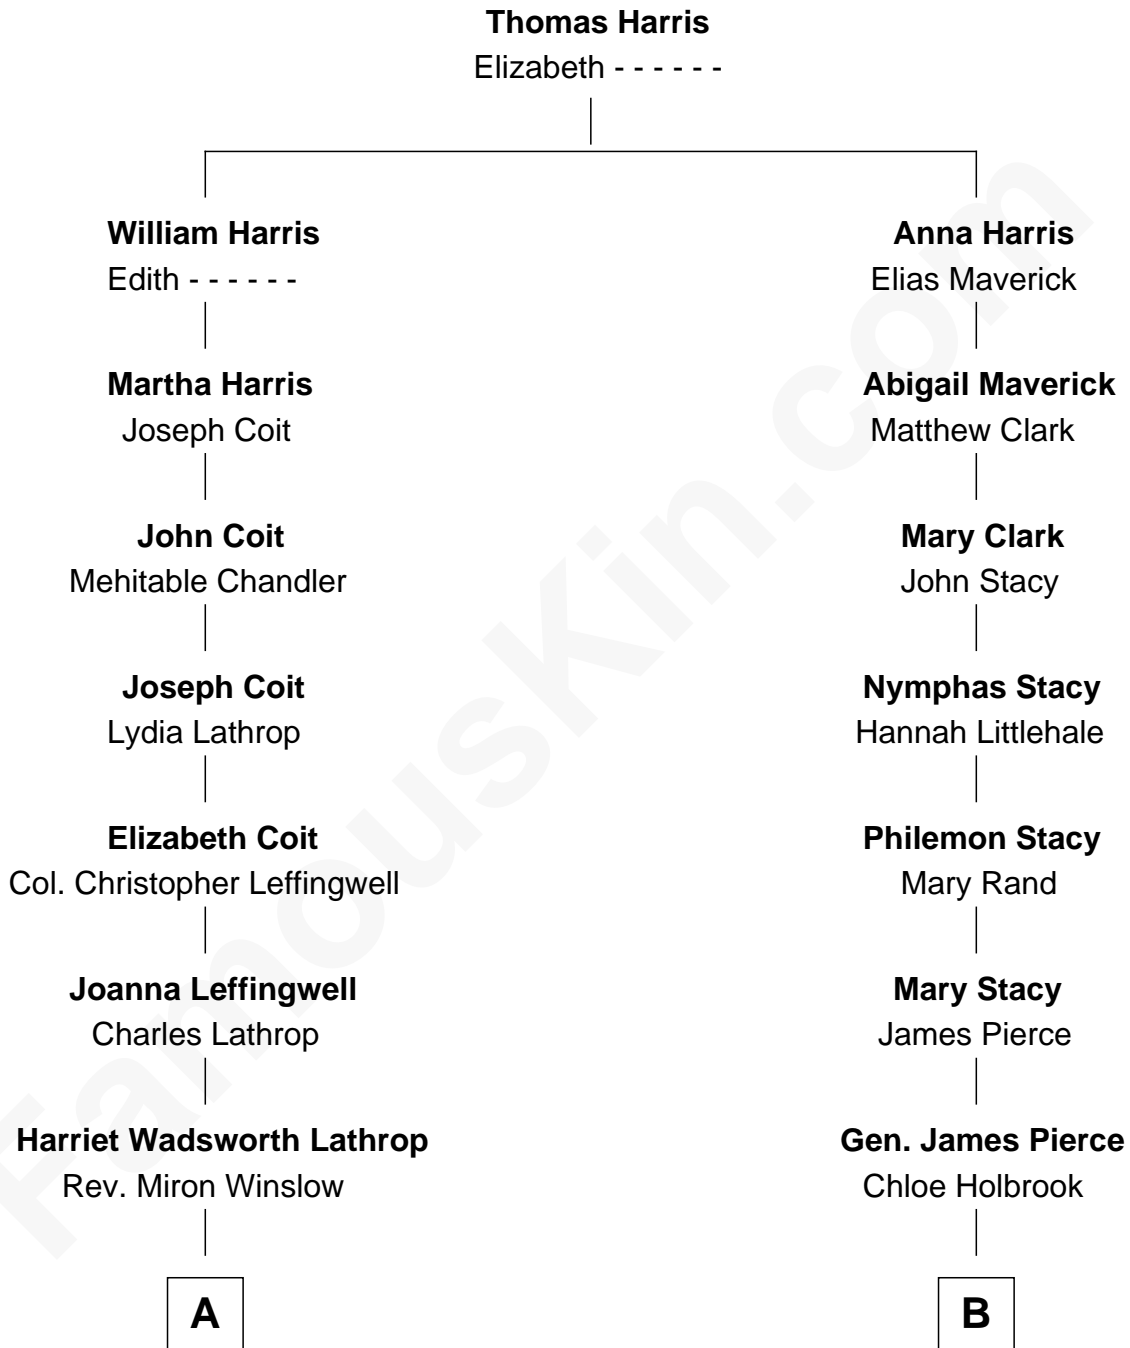 Thomas Harris
Elizabeth - - - - - -
William Harris
Edith - - - - - -
Anna Harris
Elias Maverick
Martha Harris
Joseph Coit
Abigail Maverick
Matthew Clark
John Coit
Mehitable Chandler
Mary Clark
John Stacy
Joseph Coit
Lydia Lathrop
Nymphas Stacy
Hannah Littlehale
Elizabeth Coit
Col. Christopher Leffingwell
Philemon Stacy
Mary Rand
Joanna Leffingwell
Charles Lathrop
Mary Stacy
James Pierce
Harriet Wadsworth Lathrop
Rev. Miron Winslow
Gen. James Pierce
Chloe Holbrook
A
B
FamousKin.com